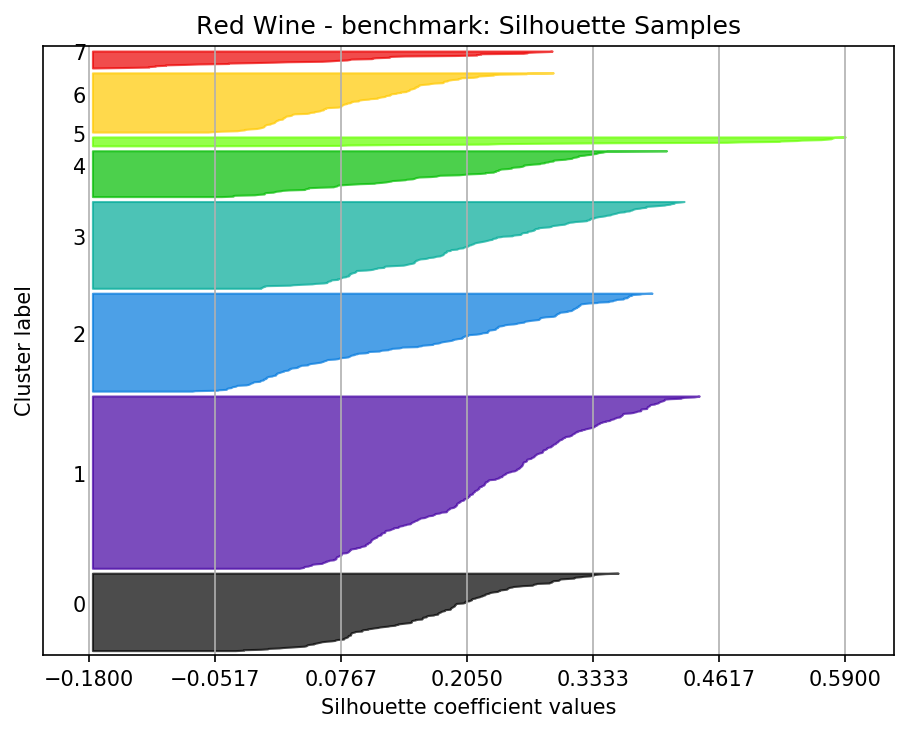 Red Wine - benchmark: Silhouette Samples
7
6
5
4
3
2
1
0
Cluster label
−0.1800 −0.0517 0.0767 0.2050 0.3333 0.4617 0.5900
Silhouette coefficient values